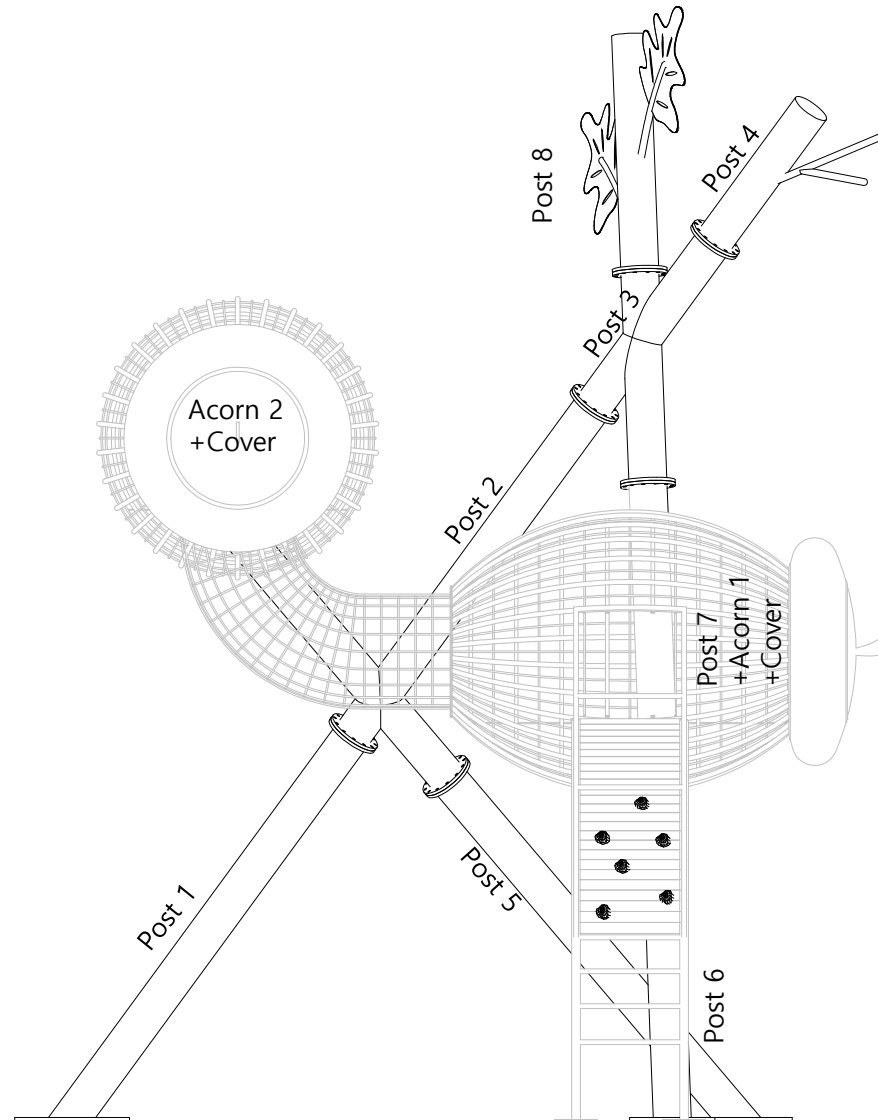 Post 8
Post 4
Post 3
Acorn 2
+Cover
Post 2
Post 7
+Acorn 1
+Cover
Post 5
Post 1
Post 6